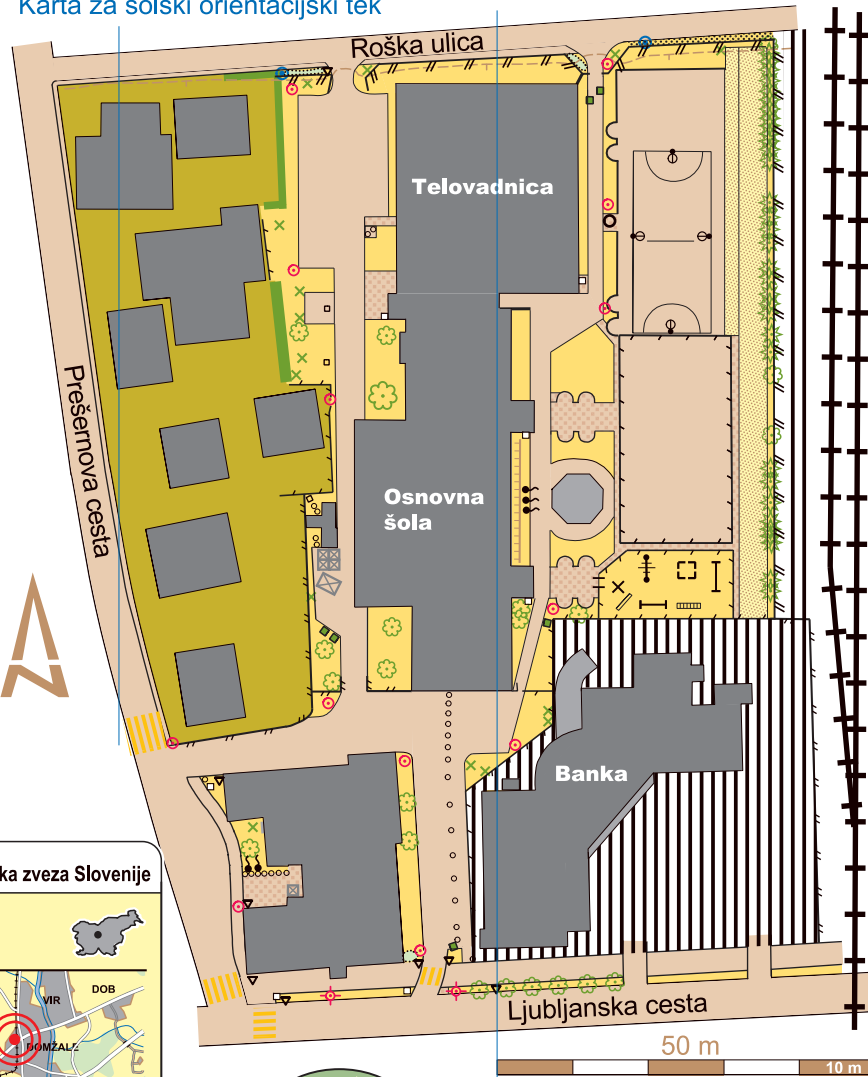 Karta za šolski orientacijski tek
Roška ulica
Telovadnica
Prešernova cesta
Osnovna
šola
Banka
ka zveza Slovenije
VIR
DOB
DOMŽALE
Ljubljanska cesta
50 m
10 m